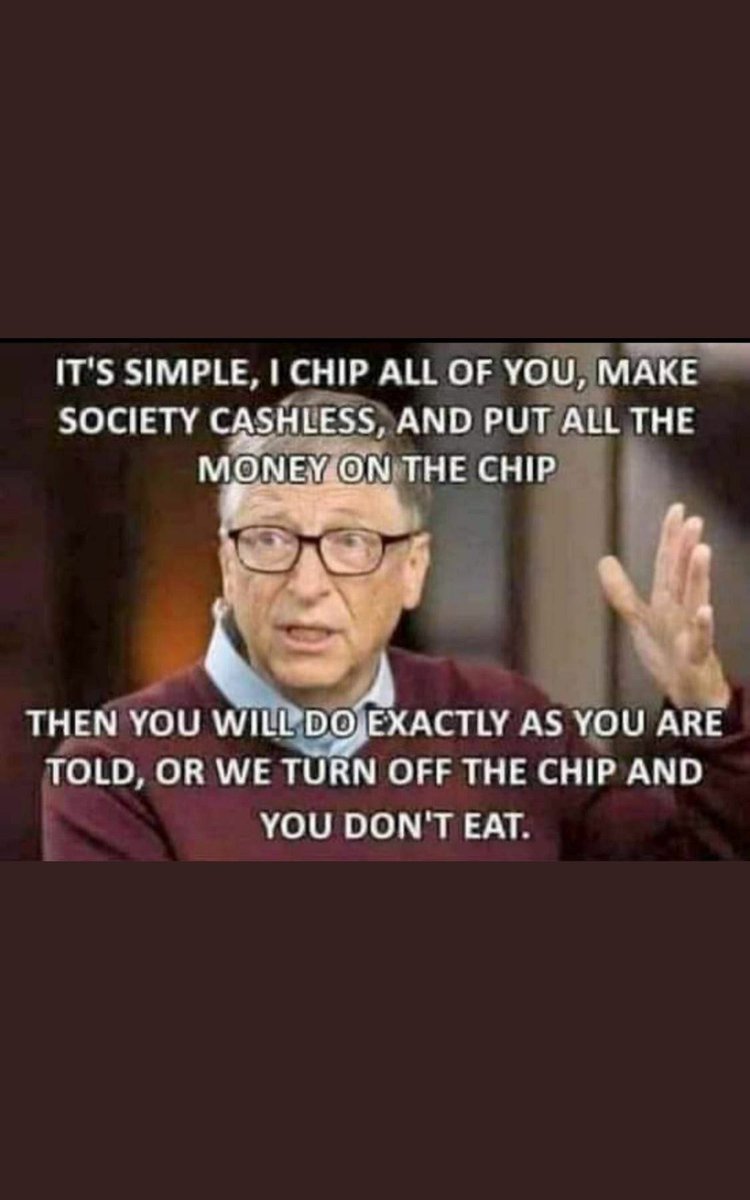 IT'S SIMPLE, I CHIP ALL OF YOU, MAKE
SOCIETY CASHLESS, AND PUT ALL THE
MONEY ON THE CHIP
THEN YOU WILL DO EXACTLY AS YOU ARE
TOLD, OR WE TURN OFF THE CHIP AND
YOU DON'T EAT.